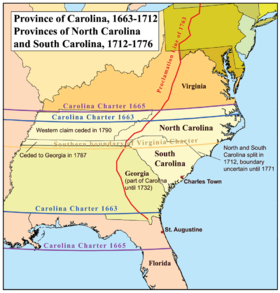 Province of Carolina, 1663-1712
Provinces of North Carolina
and South Carolina, 1712-1776
Proclamation Line of 1763
Virginia
Carolina Charter 1665
Carolina Charter 1663
Western claim ceded in 1790
North Carolina
Southern boundary of Virginia Charter
Ceded to Georgia in 1787
South
Carolina
North and South
Carolina split in
1712, boundary
uncertain until 1771
Georgia
(part of Carolina
until 1732)
Charles Town
Carolina Charter 1663
St. Augustine
Carolina Charter 1665
Florida